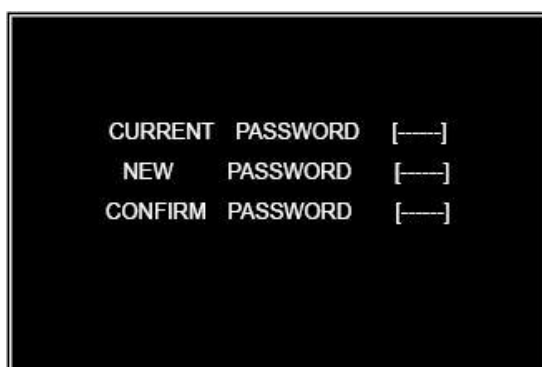 CURRENT PASSWORD [------]
NEW PASSWORD [------]
CONFIRM PASSWORD [------]